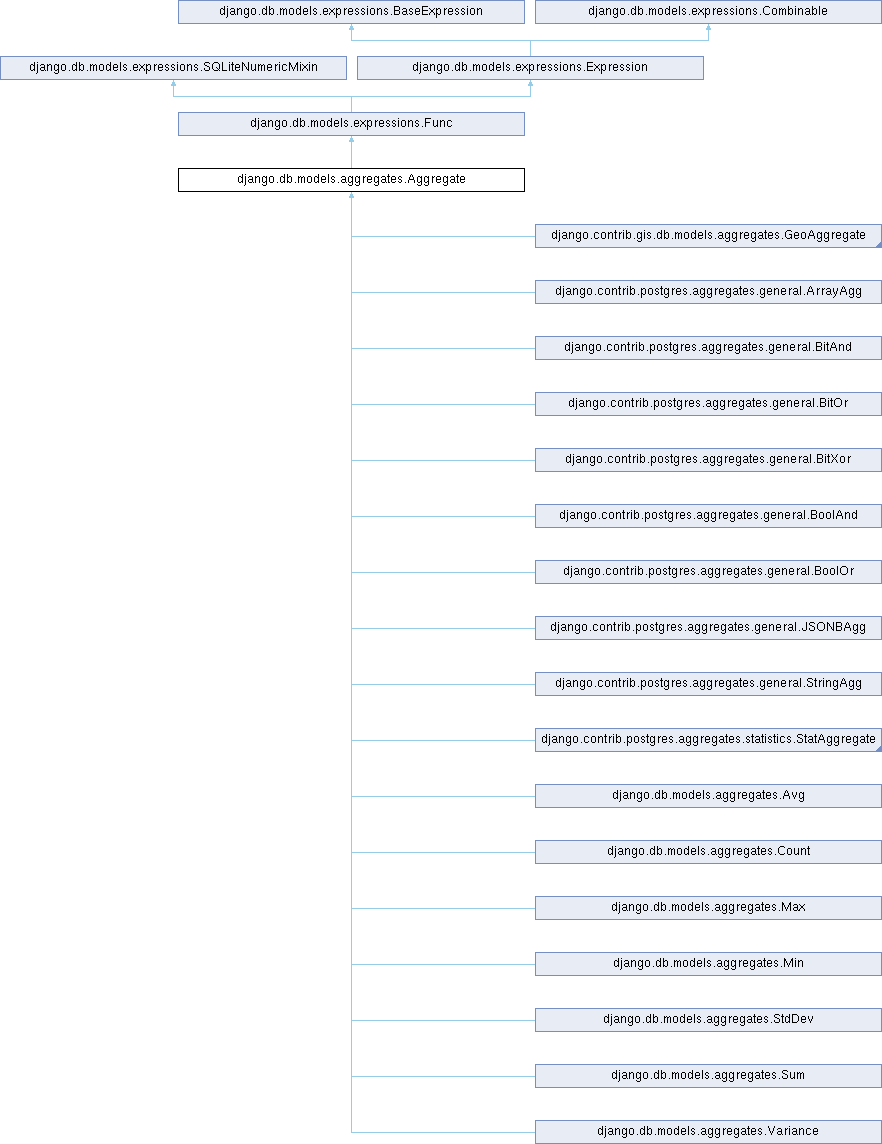 django.db.models.expressions.BaseExpression
django.db.models.expressions.Combinable
django.db.models.expressions.SQLiteNumericMixin
django.db.models.expressions.Expression
django.db.models.expressions.Func
django.db.models.aggregates.Aggregate
django.contrib.gis.db.models.aggregates.GeoAggregate
django.contrib.postgres.aggregates.general.ArrayAgg
django.contrib.postgres.aggregates.general.BitAnd
django.contrib.postgres.aggregates.general.BitOr
django.contrib.postgres.aggregates.general.BitXor
django.contrib.postgres.aggregates.general.BoolAnd
django.contrib.postgres.aggregates.general.BoolOr
django.contrib.postgres.aggregates.general.JSONBAgg
django.contrib.postgres.aggregates.general.StringAgg
django.contrib.postgres.aggregates.statistics.StatAggregate
django.db.models.aggregates.Avg
django.db.models.aggregates.Count
django.db.models.aggregates.Max
django.db.models.aggregates.Min
django.db.models.aggregates.StdDev
django.db.models.aggregates.Sum
django.db.models.aggregates.Variance